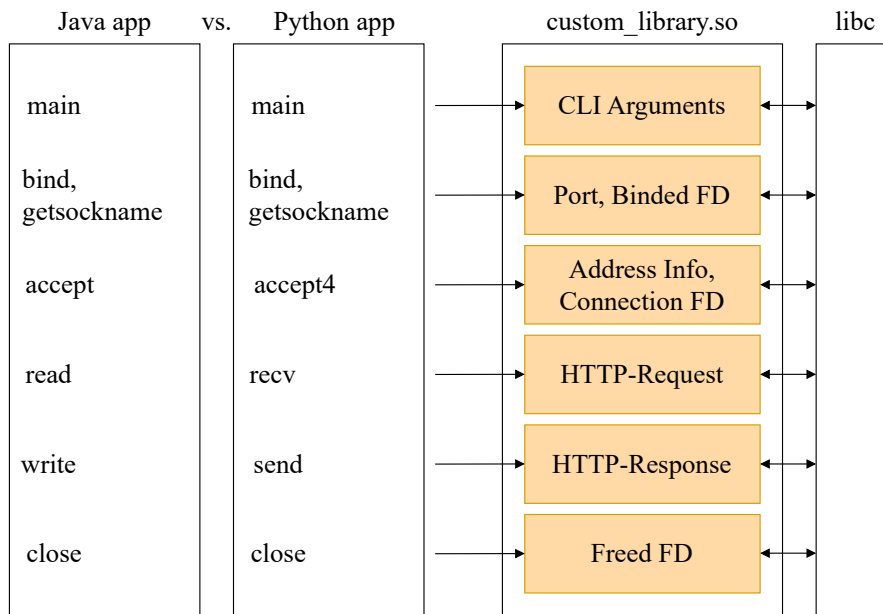 Java app vs. Python app custom_library.so libc
main main CLI Arguments
bind, bind,
getsockname getsockname Port, Binded FD
accept accept4 Address Info,
Connection FD
read recv HTTP-Request
write send HTTP-Response
close close Freed FD